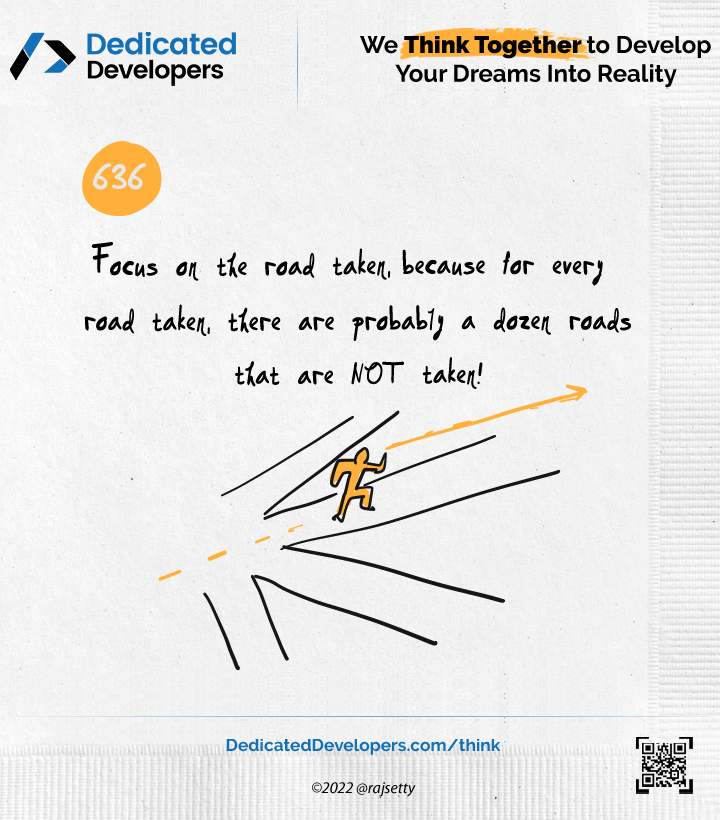 Dedicated
Developers
We Think Together to Develop
Your Dreams Into Reality
636
Focus on the road taken, because for every
road taken, there are probably a dozen roads
that are NOT taken!
DedicatedDevelopers.com/think
©2022 @rajsetty